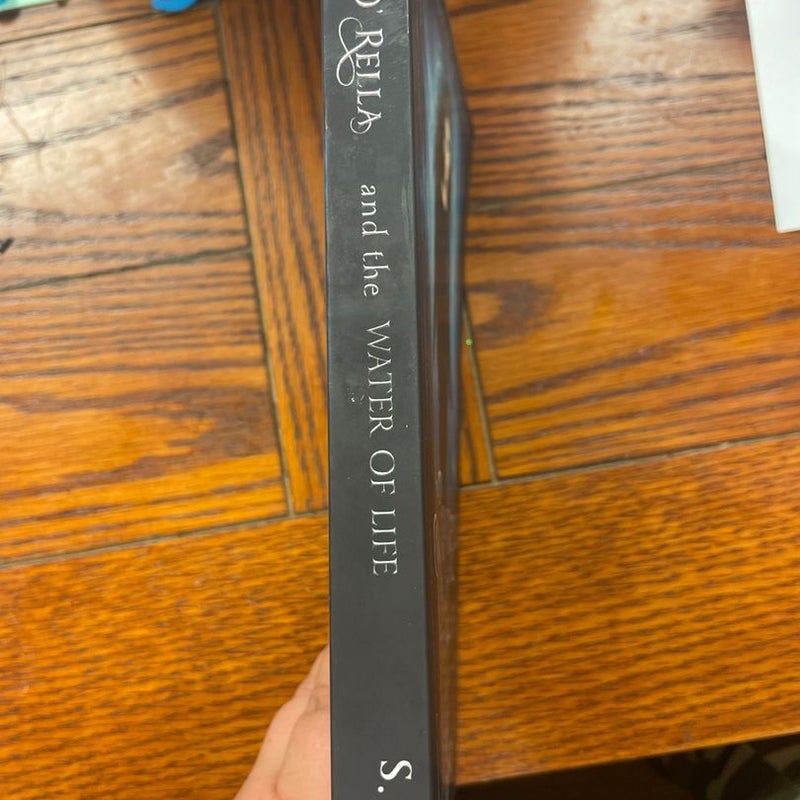 D' RELLA and the WATER OF LIFE S.